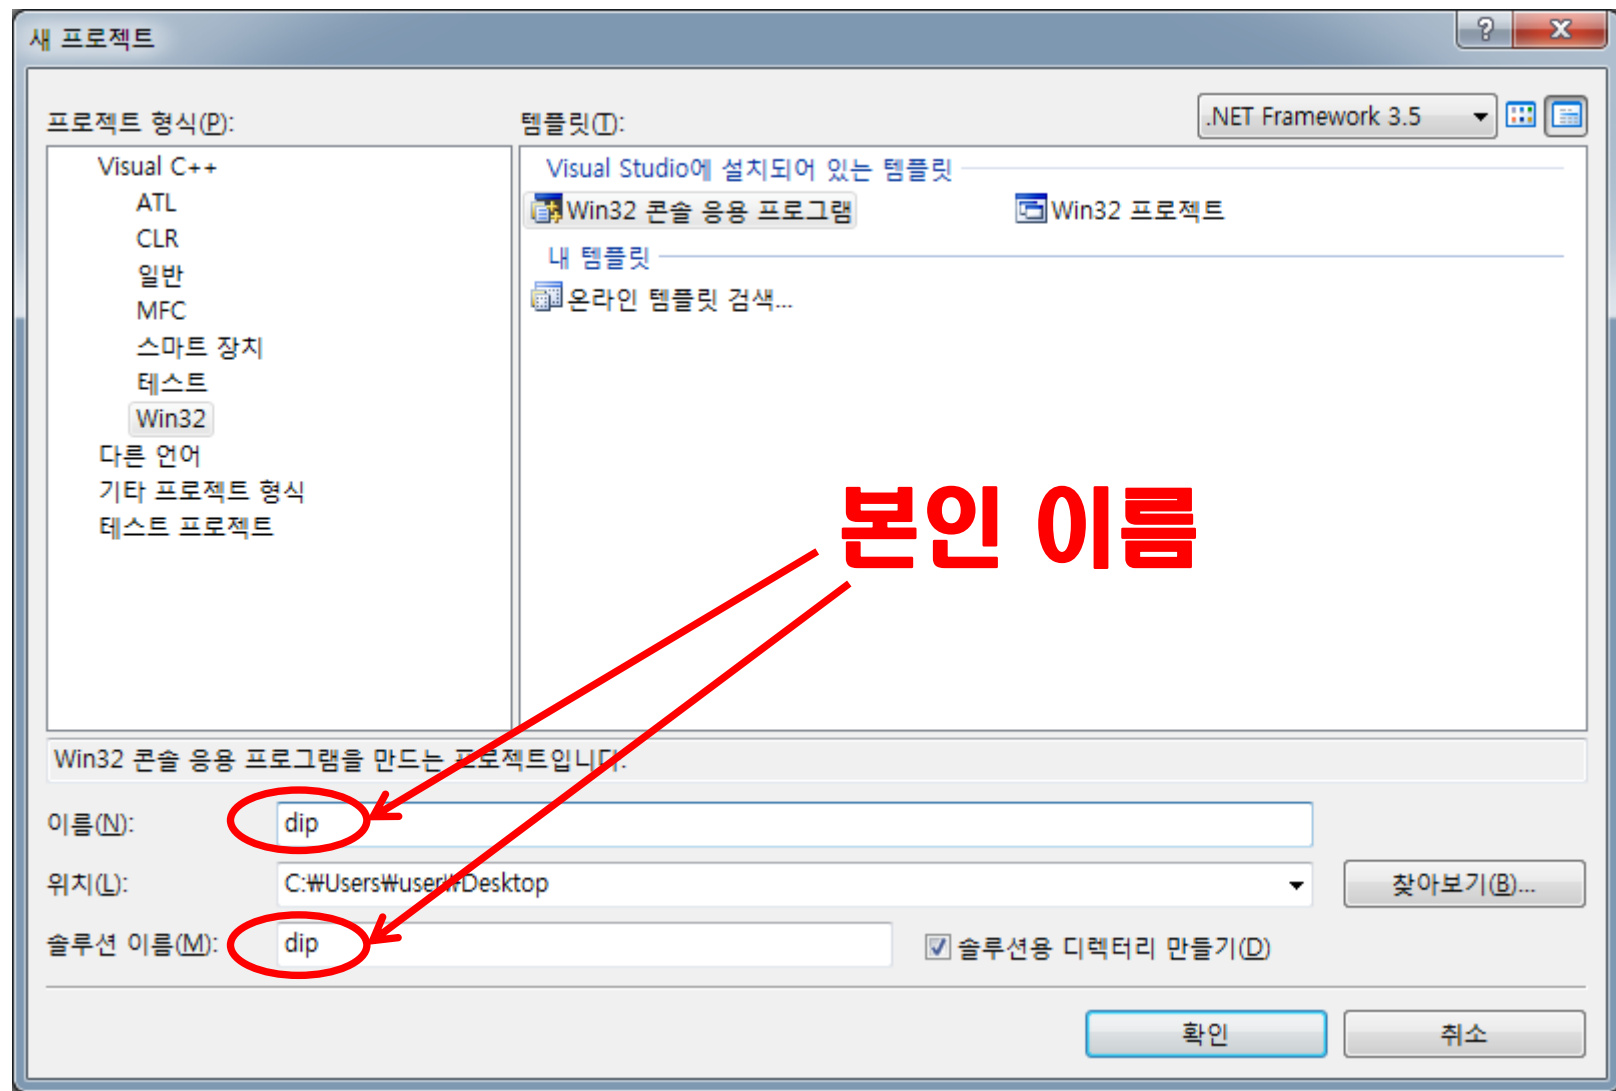 새 프로젝트
프로젝트 형식(P):
템플릿(T):
.NET Framework 3.5
Visual C++
ATL
CLR
일반
MFC
스마트 장치
테스트
Win32
다른 언어
기타 프로젝트 형식
테스트 프로젝트
Visual Studio에 설치되어 있는 템플릿
Win32 콘솔 응용 프로그램
Win32 프로젝트
내 템플릿
온라인 템플릿 검색...
본인 이름
Win32 콘솔 응용 프로그램을 만드는 프로젝트입니다.
이름(N):
dip
위치(L):
C:₩Users₩user₩Desktop
찾아보기(B)...
솔루션 이름(M):
dip
솔루션용 디렉터리 만들기(D)
확인
취소